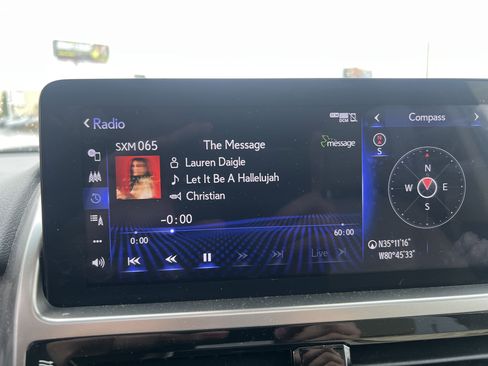 Radio
DCM
SXM 065
The Message
message
Lauren Daigle
Let It Be A Hallelujah
Christian
-0:00
0:00
60:00
Live
Compass
N
S
N
W
E
S
N35°11'16"
W80°45'33"